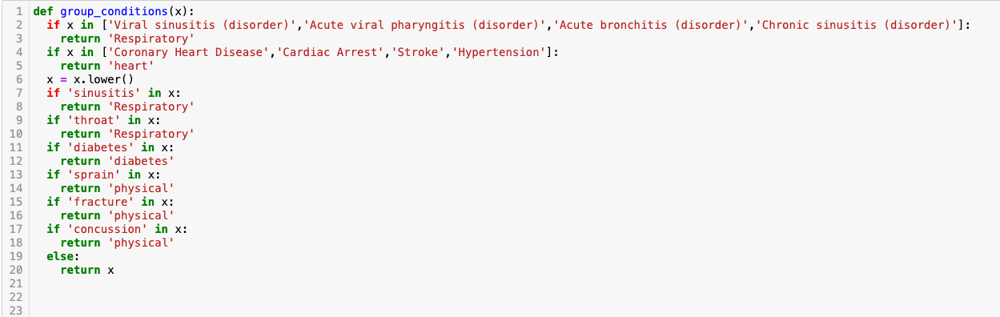 1 def group_conditions(x):
2   if x in ['Viral sinusitis (disorder)','Acute viral pharyngitis (disorder)','Acute bronchitis (disorder)','Chronic sinusitis (disorder)']:
3     return 'Respiratory'
4   if x in ['Coronary Heart Disease','Cardiac Arrest','Stroke','Hypertension']:
5     return 'heart'
6   x = x.lower()
7   if 'sinusitis' in x:
8     return 'Respiratory'
9   if 'throat' in x:
10     return 'Respiratory'
11   if 'diabetes' in x:
12     return 'diabetes'
13   if 'sprain' in x:
14     return 'physical'
15   if 'fracture' in x:
16     return 'physical'
17   if 'concussion' in x:
18     return 'physical'
19   else:
20     return x
21
22
23